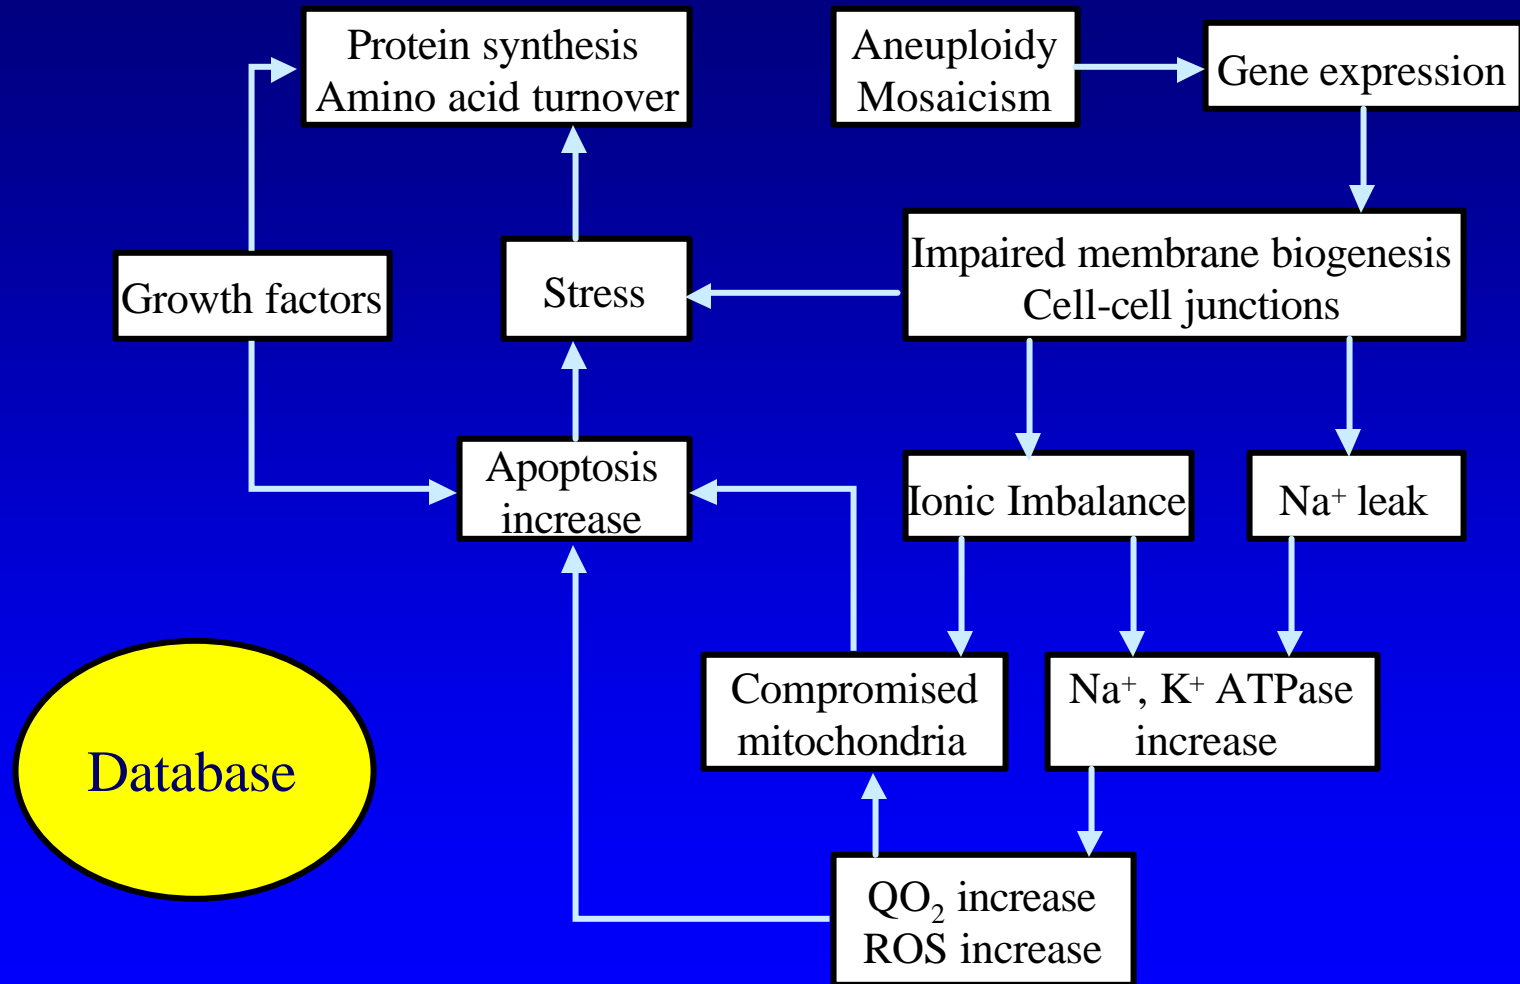 Protein synthesis
Amino acid turnover
Aneuploidy
Mosaicism
Gene expression
Growth factors
Stress
Impaired membrane biogenesis
Cell-cell junctions
Apoptosis
increase
Ionic Imbalance
Na⁺ leak
Compromised
mitochondria
Na⁺, K⁺ ATPase
increase
Database
QO₂ increase
ROS increase